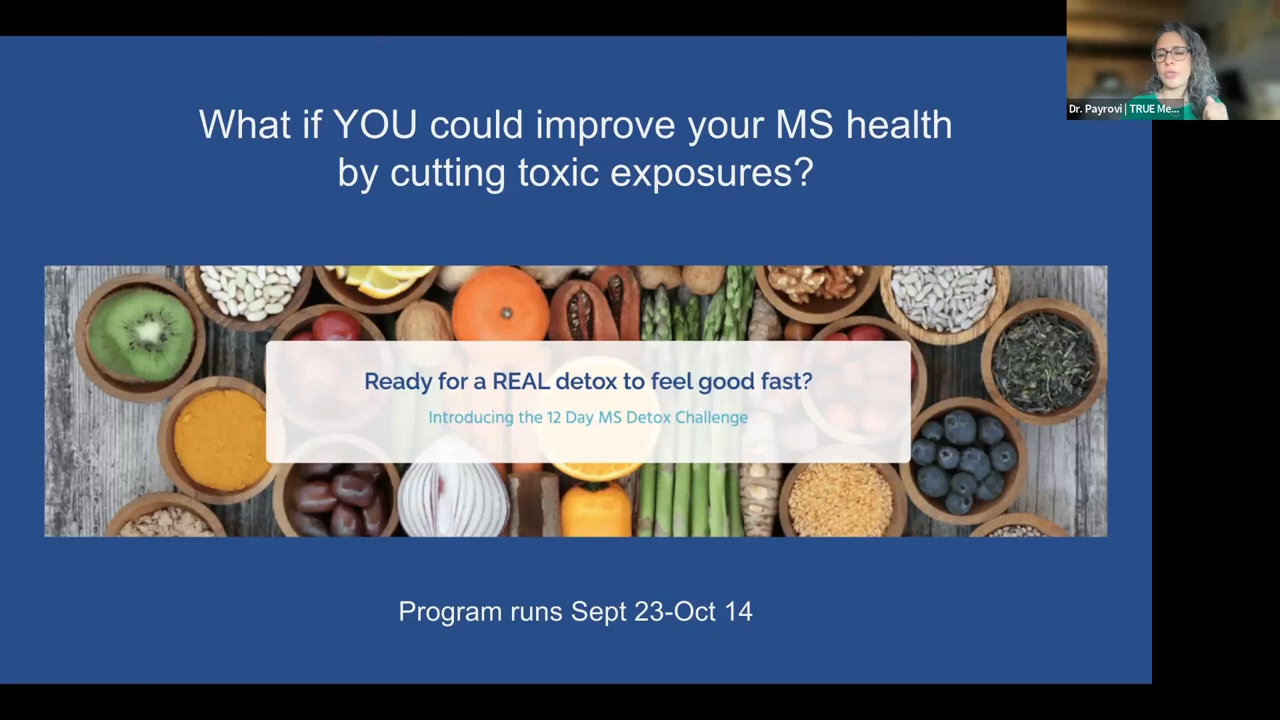 Dr. Payrovi | TRUE Me...
What if YOU could improve your MS health
by cutting toxic exposures?
Ready for a REAL detox to feel good fast?
Introducing the 12 Day MS Detox Challenge
Program runs Sept 23-Oct 14